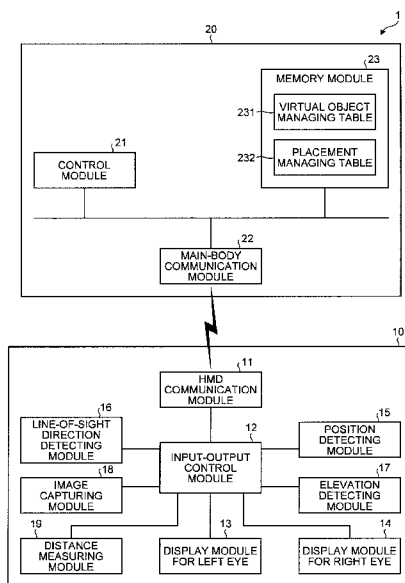 1
20
23
MEMORY MODULE
231
VIRTUAL OBJECT
MANAGING TABLE
21
232
PLACEMENT
MANAGING TABLE
CONTROL
MODULE
22
MAIN-BODY
COMMUNICATION
MODULE
10
11
HMD
COMMUNICATION
MODULE
16
LINE-OF-SIGHT
DIRECTION
DETECTING
MODULE
12
INPUT-OUTPUT
CONTROL
MODULE
15
POSITION
DETECTING
MODULE
18
IMAGE
CAPTURING
MODULE
17
ELEVATION
DETECTING
MODULE
19
DISTANCE
MEASURING
MODULE
13
DISPLAY MODULE
FOR LEFT EYE
14
DISPLAY MODULE
FOR RIGHT EYE